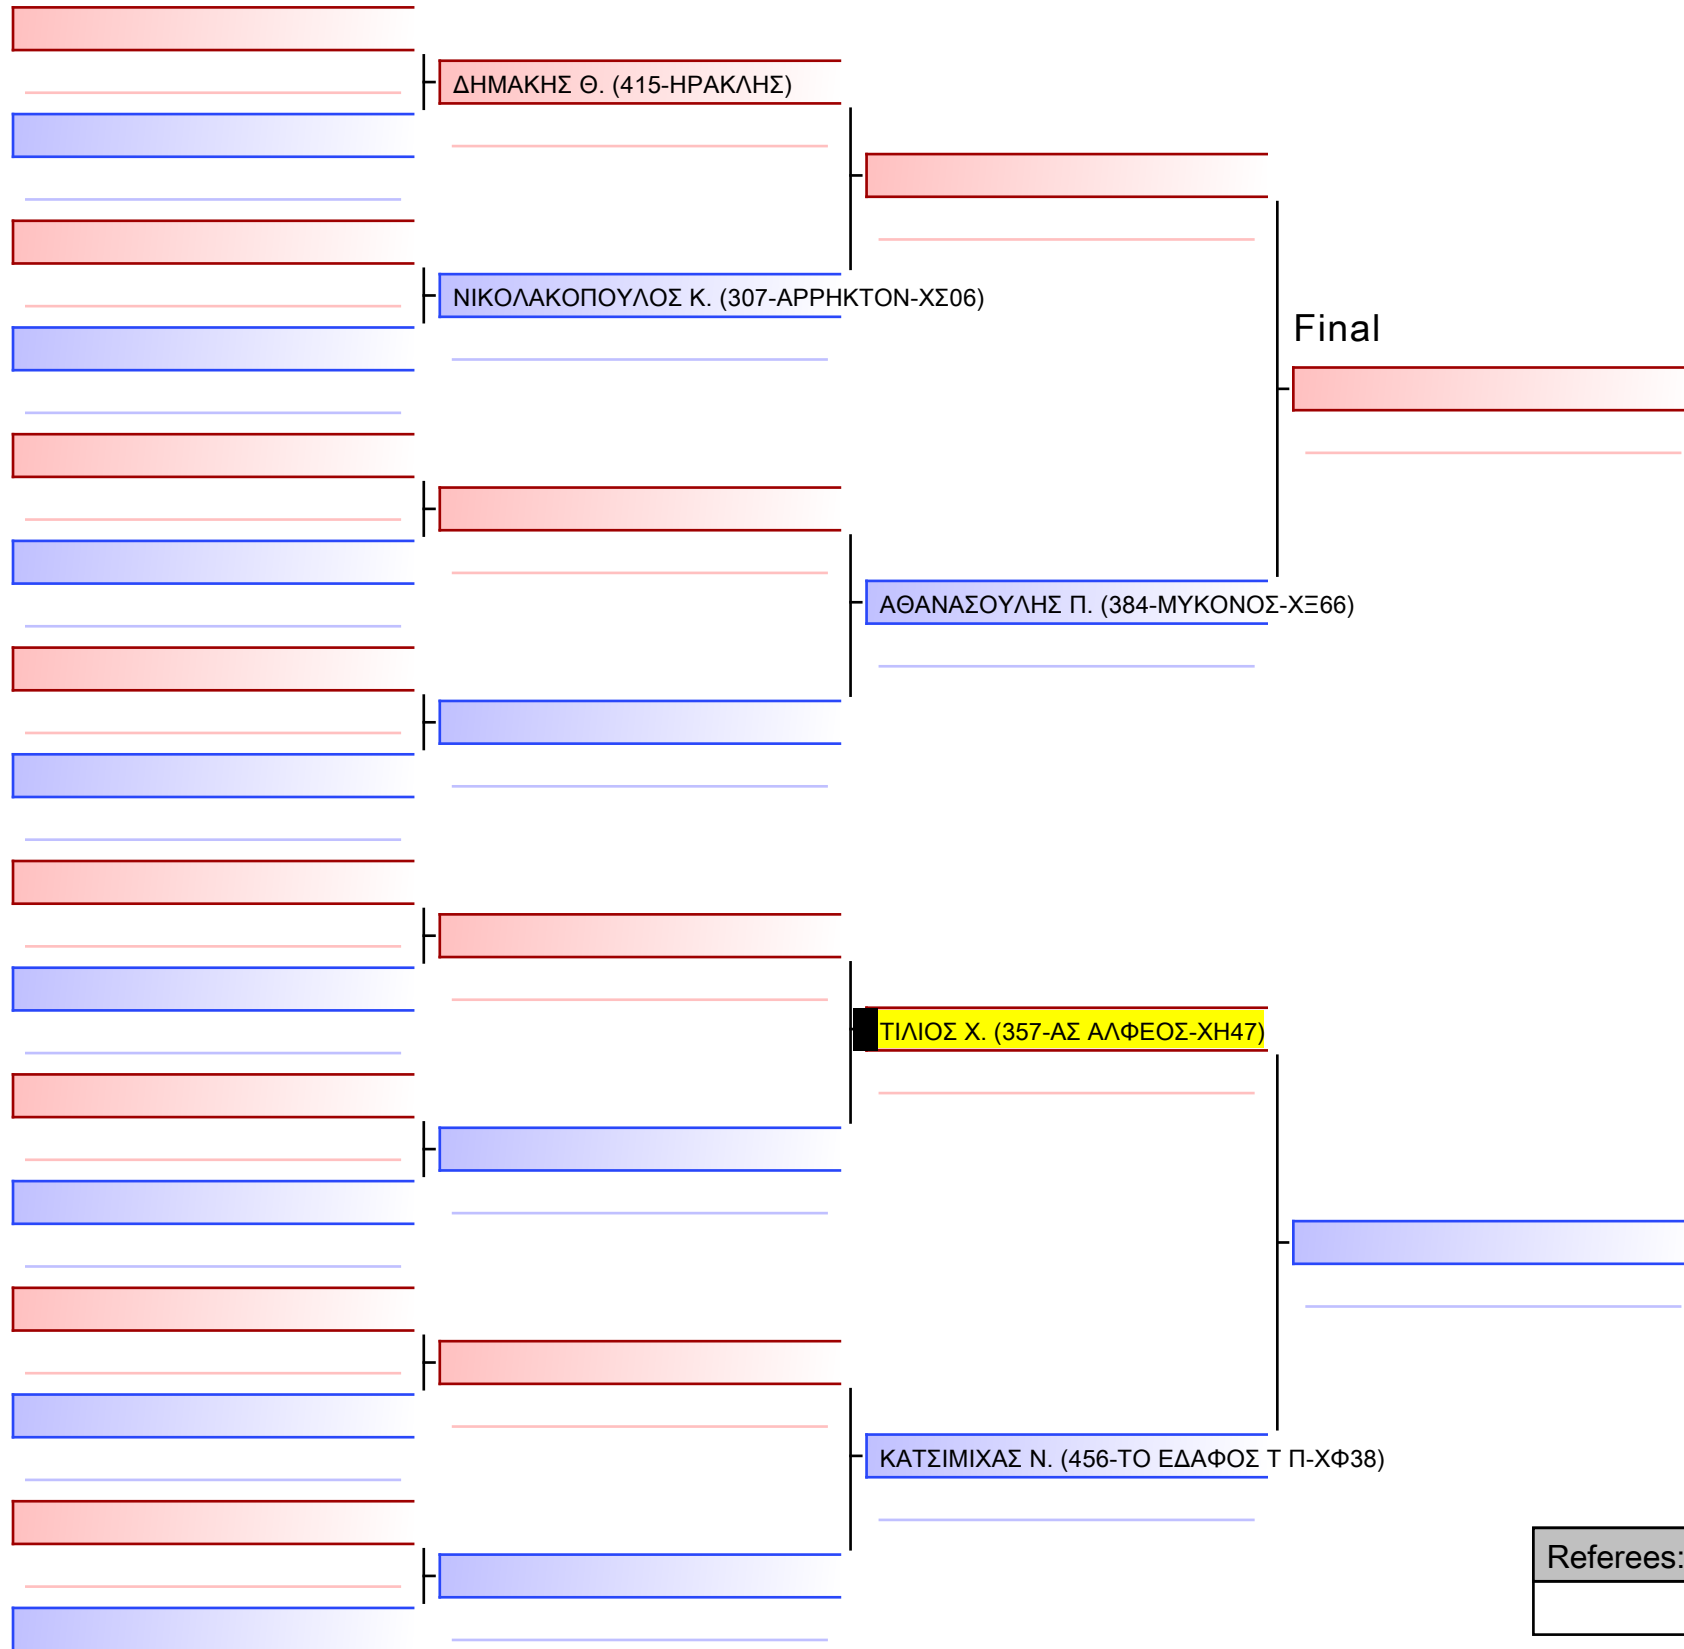 ΔΗΜΑΚΗΣ Θ. (415-ΗΡΑΚΛΗΣ)
ΝΙΚΟΛΑΚΟΠΟΥΛΟΣ Κ. (307-ΑΡΡΗΚΤΟΝ-ΧΣ06)
Final
ΑΘΑΝΑΣΟΥΛΗΣ Π. (384-ΜΥΚΟΝΟΣ-ΧΞ66)
ΤΙΛΙΟΣ Χ. (357-ΑΣ ΑΛΦΕΟΣ-ΧΗ47)
ΚΑΤΣΙΜΙΧΑΣ Ν. (456-ΤΟ ΕΔΑΦΟΣ Τ Π-ΧΦ38)
Referees: